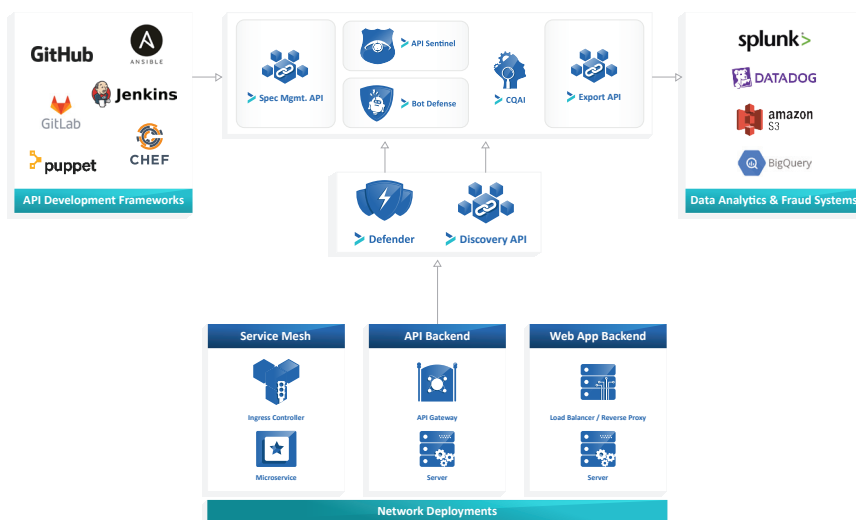 GitHub
ANSIBLE
Jenkins
GitLab
puppet
CHEF
API Development Frameworks
Spec Mgmt. API
API Sentinel
Bot Defense
CQAI
Export API
splunk>
DATADOG
amazon
S3
BigQuery
Data Analytics & Fraud Systems
Defender
Discovery API
Service Mesh
Ingress Controller
Microservice
API Backend
API Gateway
Server
Web App Backend
Load Balancer / Reverse Proxy
Server
Network Deployments